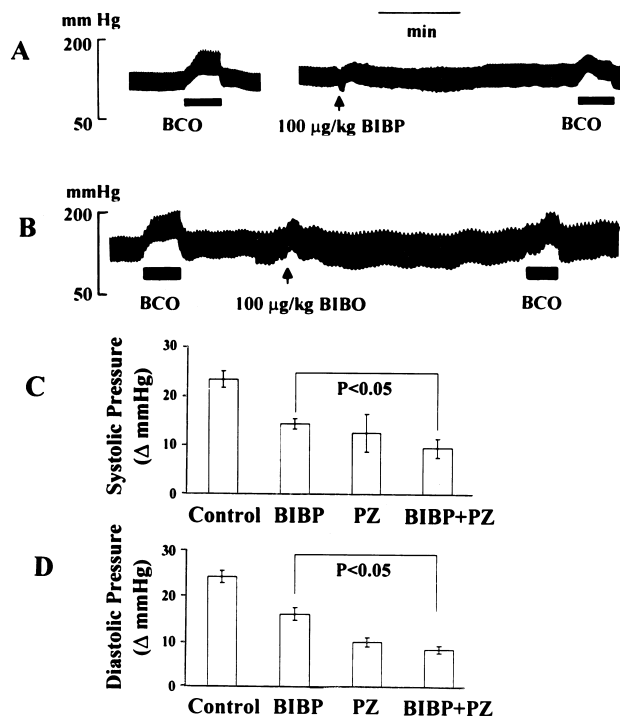 mm Hg
200
A
50
min
BCO
100 µg/kg BIBP
BCO
mmHg
200
B
50
BCO
100 µg/kg BIBO
BCO
C
Systolic Pressure
(Δ mmHg)
30
20
10
0
P<0.05
Control BIBP PZ BIBP+PZ
D
Diastolic Pressure
(Δ mmHg)
30
20
10
0
P<0.05
Control BIBP PZ BIBP+PZ